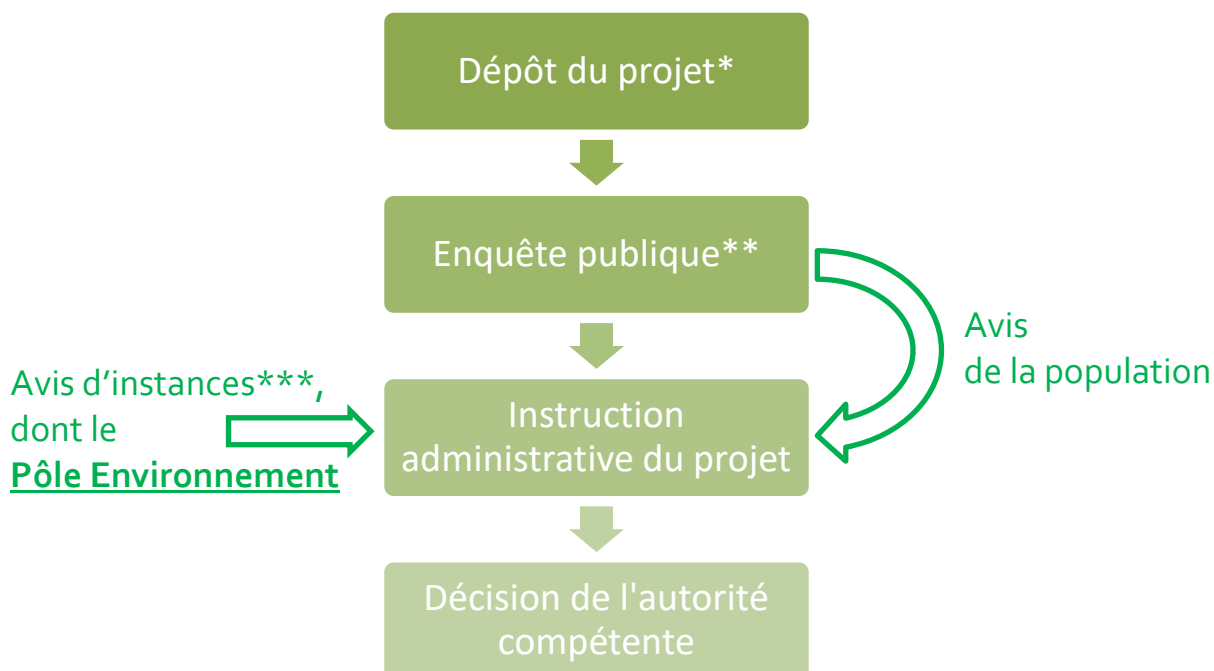 Dépôt du projet*
Enquête publique**
Avis
de la population
Avis d’instances***,
dont le
Pôle Environnement
Instruction
administrative du projet
Décision de l'autorité
compétente